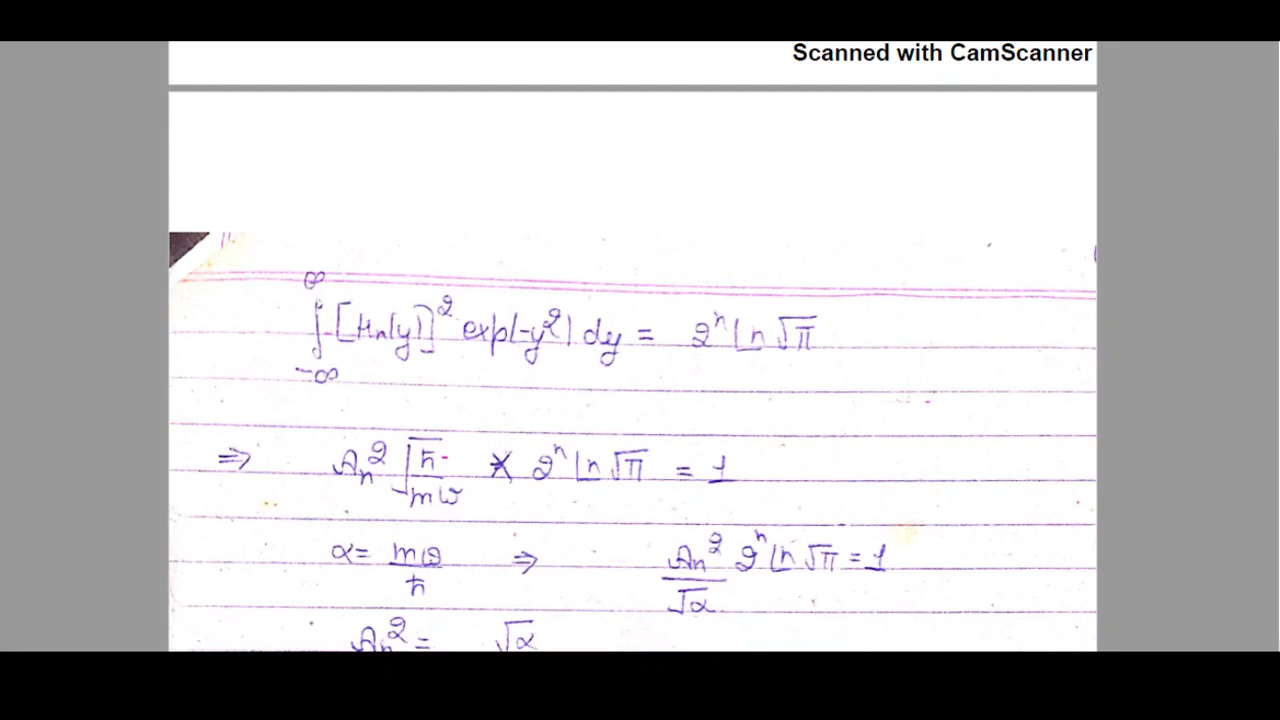 Scanned with CamScanner
∫_{-∞}^{∞} [Hn(y)]² exp(-y²) dy = 2ⁿ ⌊n √π
⇒ An² √(ħ/mω) × 2ⁿ ⌊n √π = 1
α = mω/ħ ⇒ An²/√α 2ⁿ ⌊n √π = 1
An² = √α